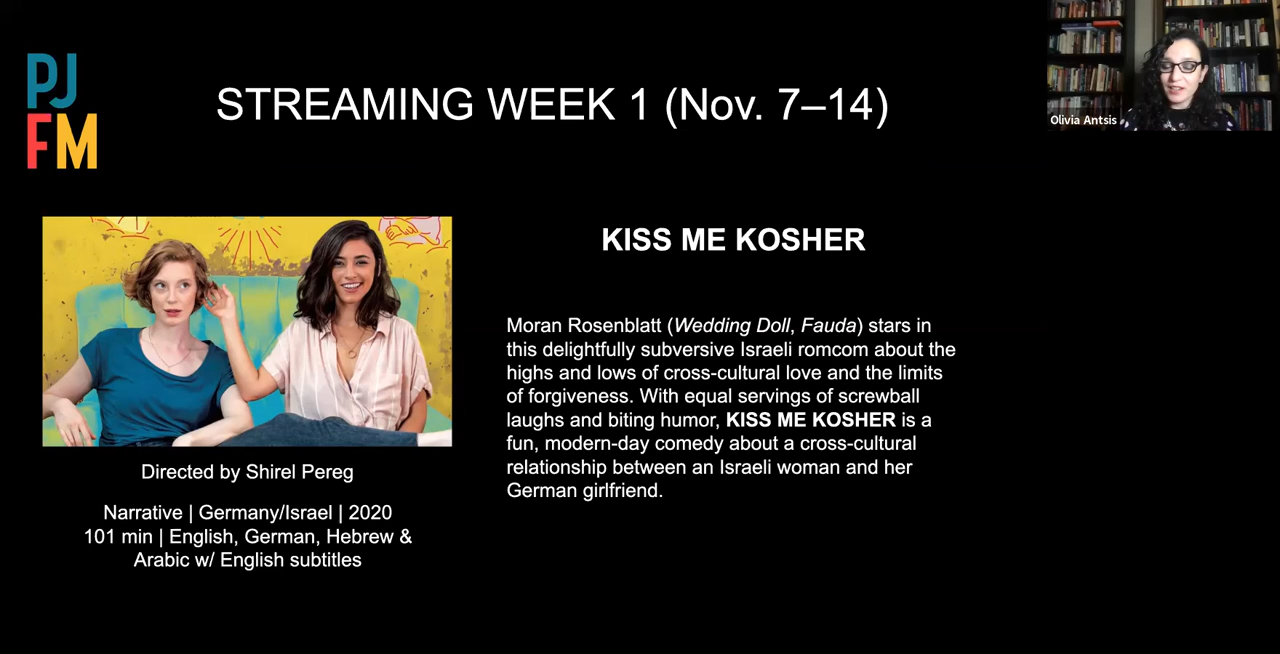 PJ
FM
STREAMING WEEK 1 (Nov. 7–14)
Olivia Antsis
KISS ME KOSHER
Moran Rosenblatt (Wedding Doll, Fauda) stars in
this delightfully subversive Israeli romcom about the
highs and lows of cross-cultural love and the limits
of forgiveness. With equal servings of screwball
laughs and biting humor, KISS ME KOSHER is a
fun, modern-day comedy about a cross-cultural
relationship between an Israeli woman and her
German girlfriend.
Directed by Shirel Pereg
Narrative | Germany/Israel | 2020
101 min | English, German, Hebrew &
Arabic w/ English subtitles